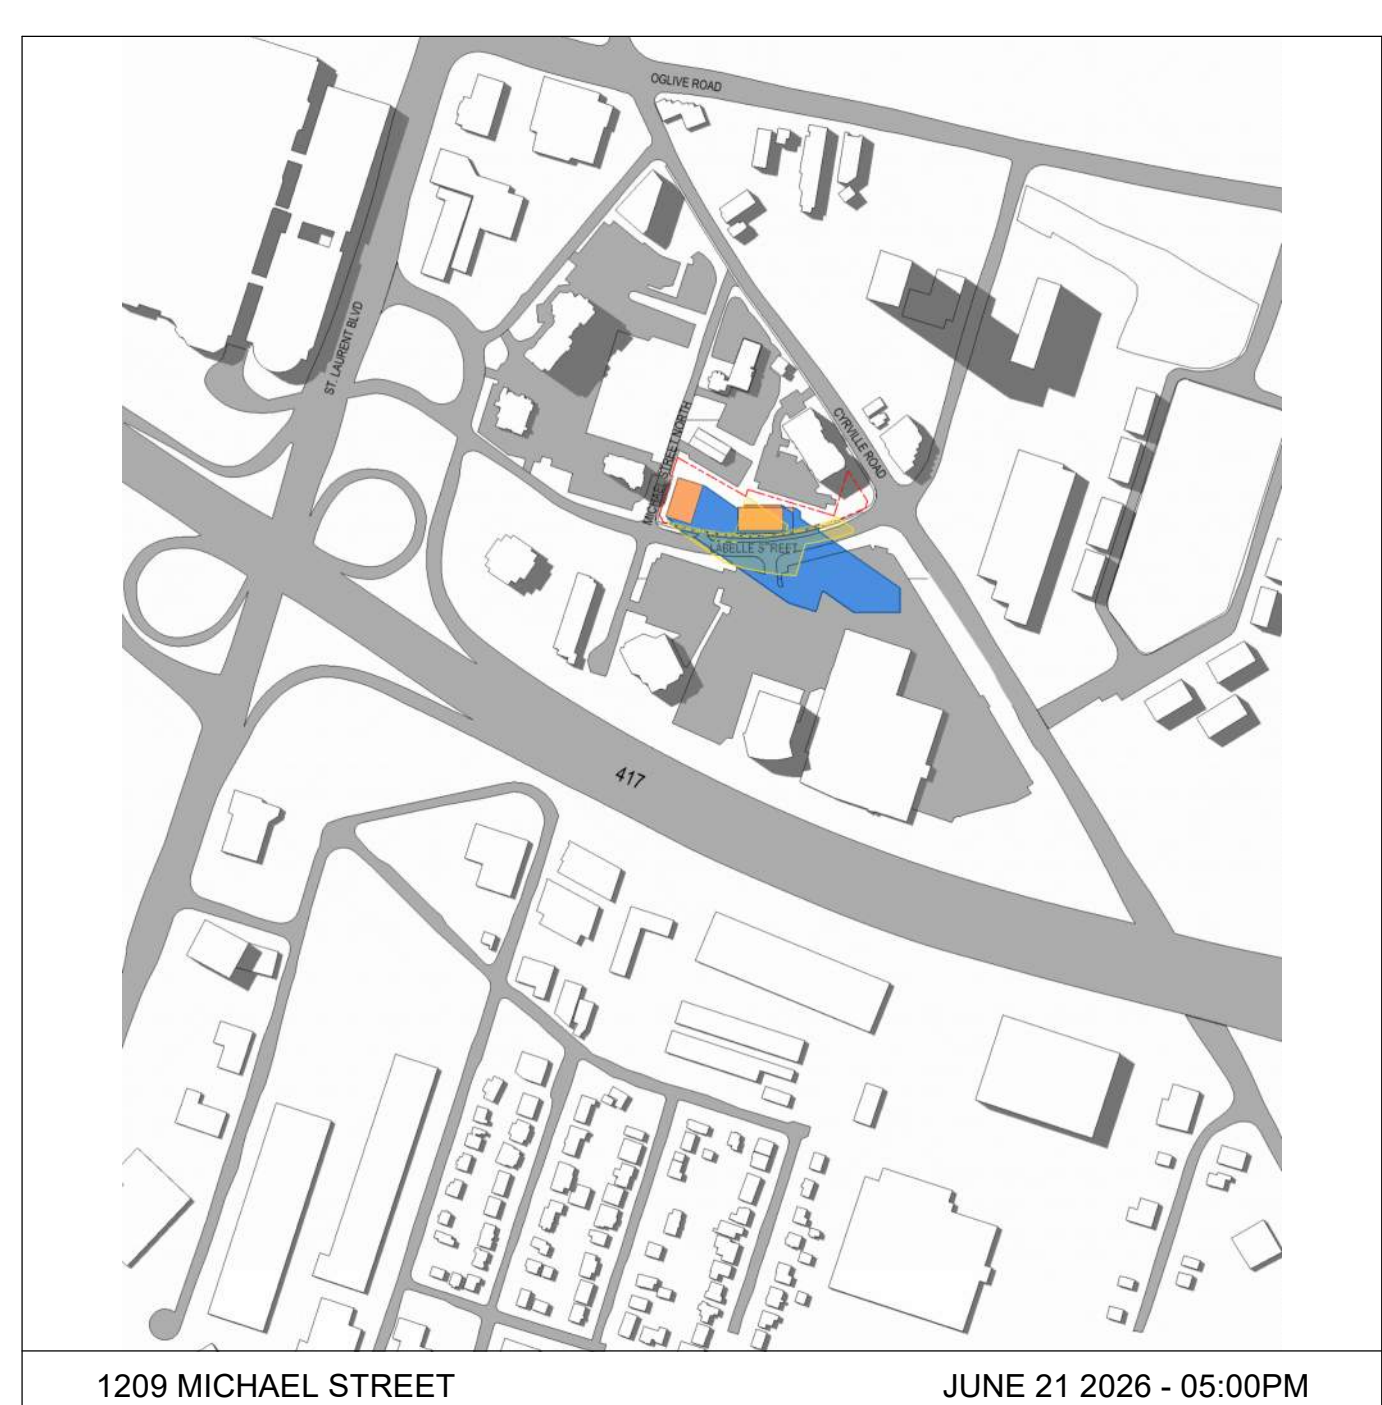 OGLIVE ROAD
ST. LAURENT BLVD
MICHAEL STREET NORTH
CYRVILLE ROAD
LABELLE STREET
417
1209 MICHAEL STREET
JUNE 21 2026 - 05:00PM